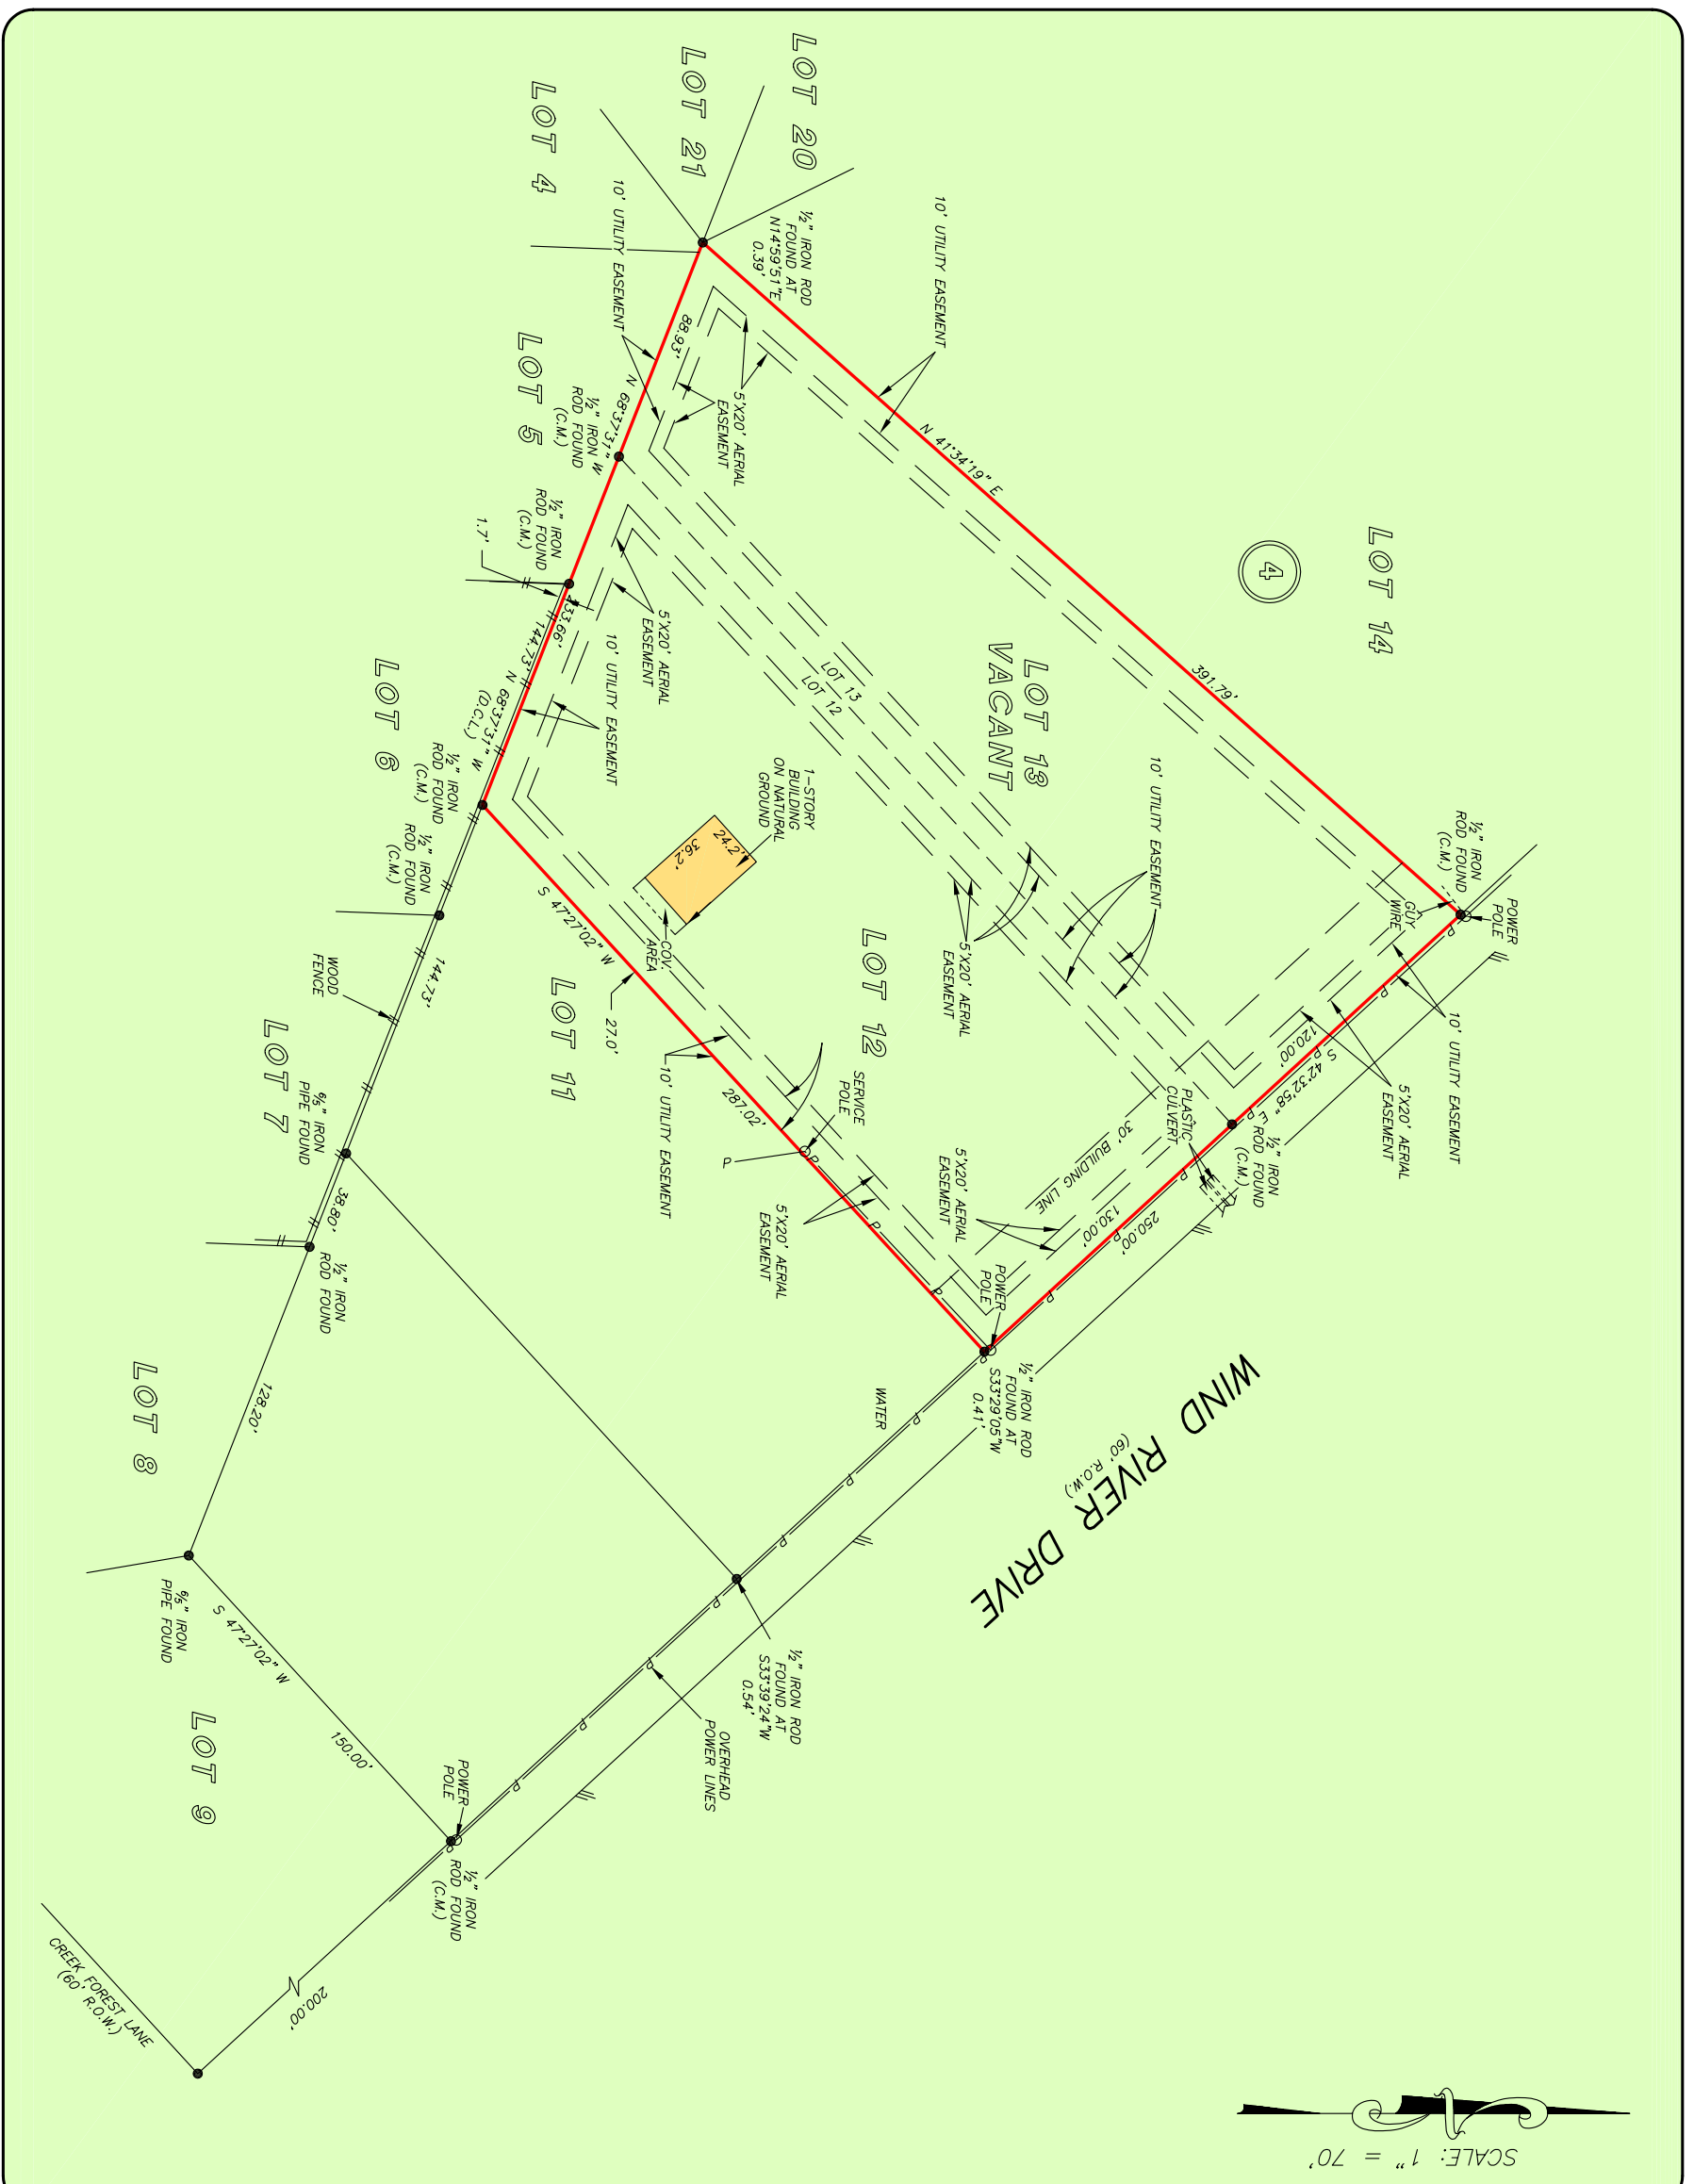 LOT 20
LOT 21
LOT 4
10' UTILITY EASEMENT
½" IRON ROD
FOUND AT
N14°59'51"E
0.39'
10' UTILITY EASEMENT
N 41°34'19" E
391.79'
LOT 14
4
88.93'
N 68°37'31" W
5'X20' AERIAL
EASEMENT
LOT 5
½" IRON
ROD FOUND
(C.M.)
½" IRON
ROD FOUND
(C.M.)
1.7'
133.66'
144.73'
N 68°37'31" W
(D.C.L.)
5'X20' AERIAL
EASEMENT
10' UTILITY EASEMENT
LOT 13
LOT 12
LOT 13
VACANT
LOT 6
½" IRON
ROD FOUND
(C.M.)
½" IRON
ROD FOUND
(C.M.)
1-STORY
BUILDING
ON NATURAL
GROUND
24.2'
36.2'
COV.
AREA
10' UTILITY EASEMENT
½" IRON
ROD FOUND
(C.M.)
POWER
POLE
GUY
WIRE
S 47°27'02" W
27.0'
287.02'
LOT 11
LOT 12
5'X20' AERIAL
EASEMENT
10' UTILITY EASEMENT
5'X20' AERIAL
EASEMENT
120.00'
S 42°32'58" E
WOOD
FENCE
144.73'
LOT 7
⅝" IRON
PIPE FOUND
38.80'
½" IRON
ROD FOUND
10' UTILITY EASEMENT
SERVICE
POLE
P
P
P
P
5'X20' AERIAL
EASEMENT
5'X20' AERIAL
EASEMENT
30' BUILDING LINE
PLASTIC
CULVERT
½" IRON
ROD FOUND
(C.M.)
130.00'
250.00'
P
P
P
P
P
P
P
POWER
POLE
½" IRON ROD
FOUND AT
S33°29'05"W
0.41'
WIND RIVER DRIVE
(60' R.O.W.)
WATER
P
P
P
P
P
P
P
P
P
LOT 8
128.20'
⅝" IRON
PIPE FOUND
S 47°27'02" W
150.00'
LOT 9
½" IRON ROD
FOUND AT
S33°39'24"W
0.54'
OVERHEAD
POWER LINES
POWER
POLE
½" IRON
ROD FOUND
(C.M.)
200.00'
CREEK FOREST LANE
(60' R.O.W.)
N
SCALE: 1" = 70'